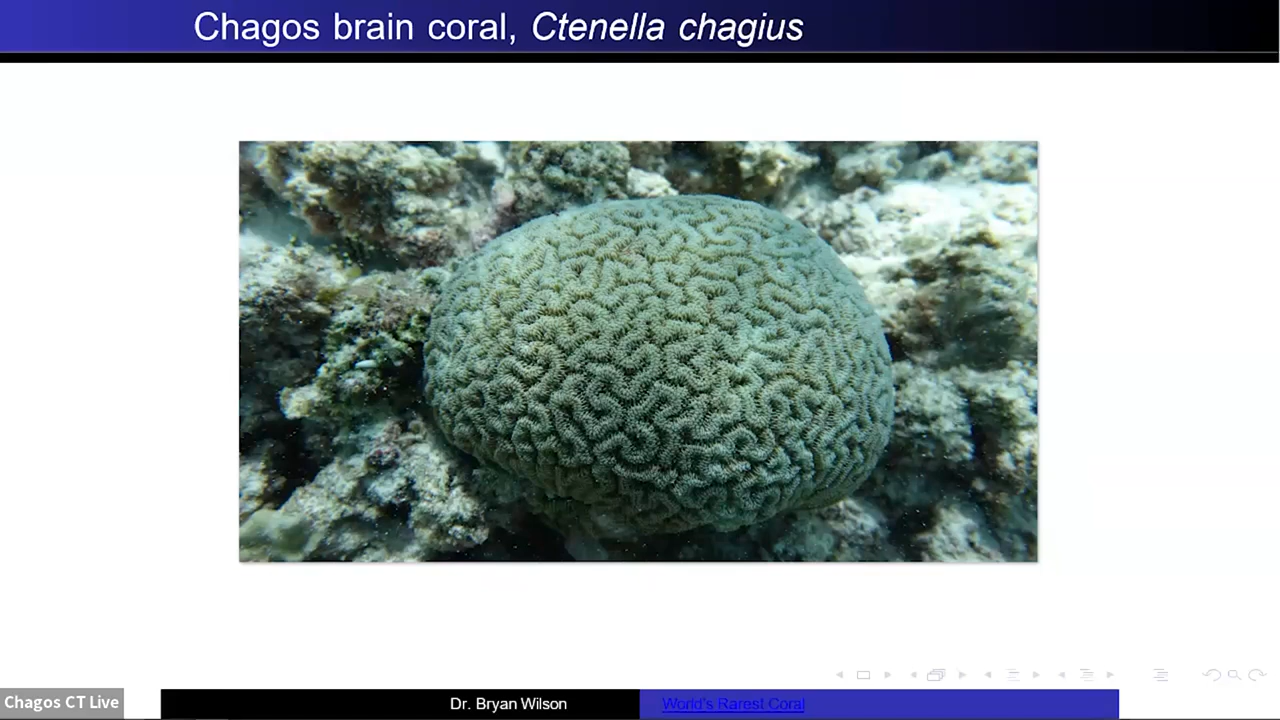 Chagos brain coral, Ctenella chagius
Chagos CT Live
Dr. Bryan Wilson
World's Rarest Coral